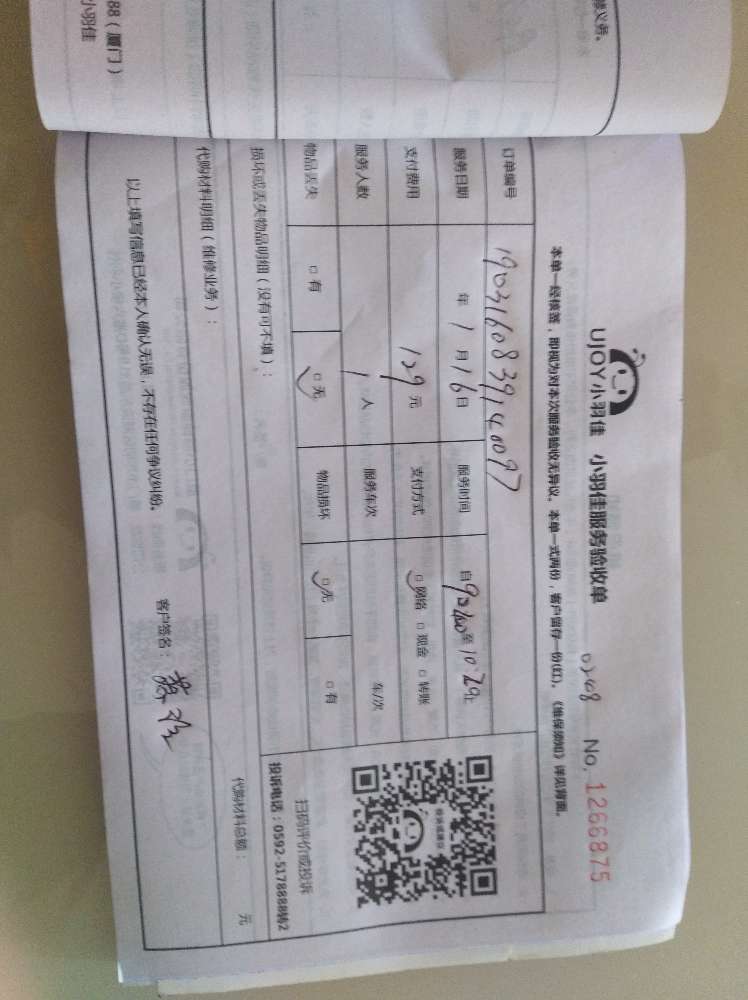 修义务。
UJOY小羽佳 小羽佳服务验收单
No. 1266875
本单一经核签，即视为对本次服务验收无异议。本单一式两份，客户留存一份(红)。《维保须知》详见背面。
订单编号 1903160839140097
服务日期 年 1 月 16 日 服务时间 自 至
支付费用 129 元 支付方式 □ 网络 □ 现金 □ 转账
服务人数 1 人 服务车次 车/次
物品丢失 □ 有 □ 无 物品损坏 □ 无 □ 有
扫码评价或投诉
投诉电话：0592-5178888转2
损坏或丢失物品明细（没有可不填）：
代购材料明细（维修业务）：
代购材料总额： 元
以上填写信息已经本人确认无误，不存在任何争议纠纷。 客户签名：
88（厦门）
小羽佳